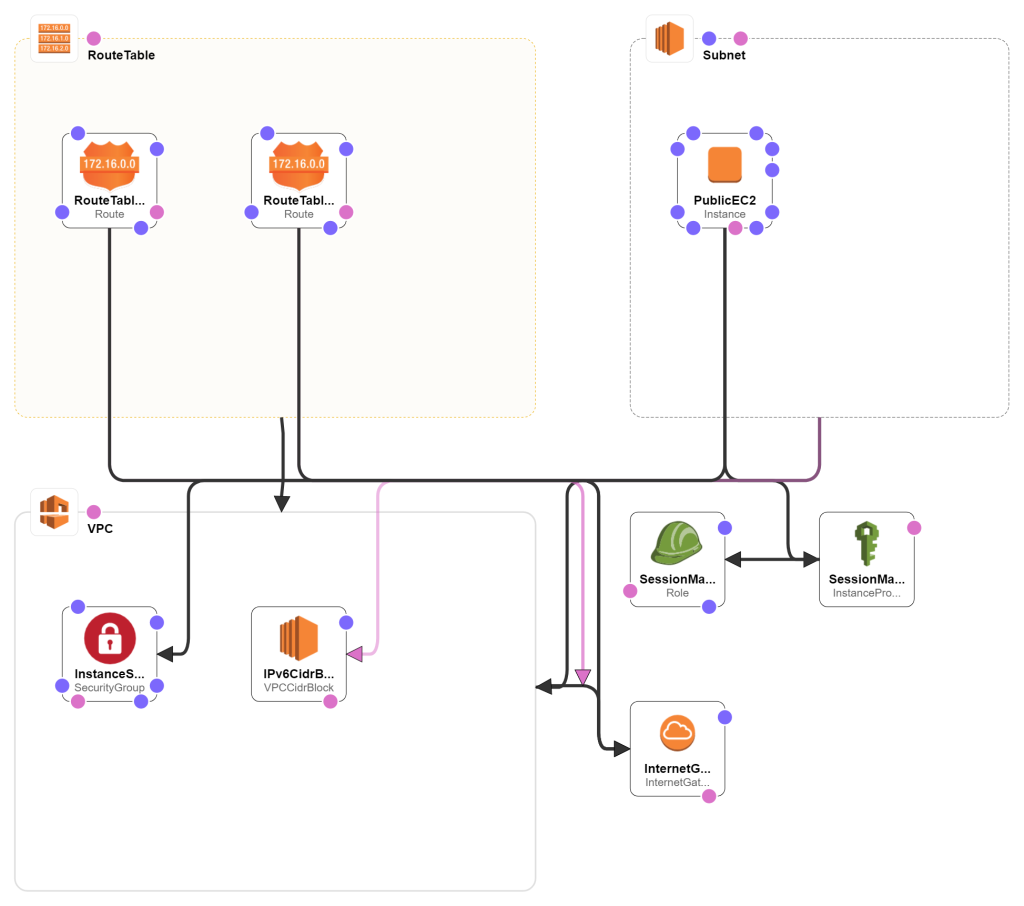 172.16.0.0
172.16.1.0
172.16.2.0
RouteTable
Subnet
172.16.0.0
RouteTabl...
Route
172.16.0.0
RouteTabl...
Route
PublicEC2
Instance
VPC
SessionMa...
Role
SessionMa...
InstancePro...
InstanceS...
SecurityGroup
IPv6CidrB...
VPCCidrBlock
InternetG...
InternetGat...